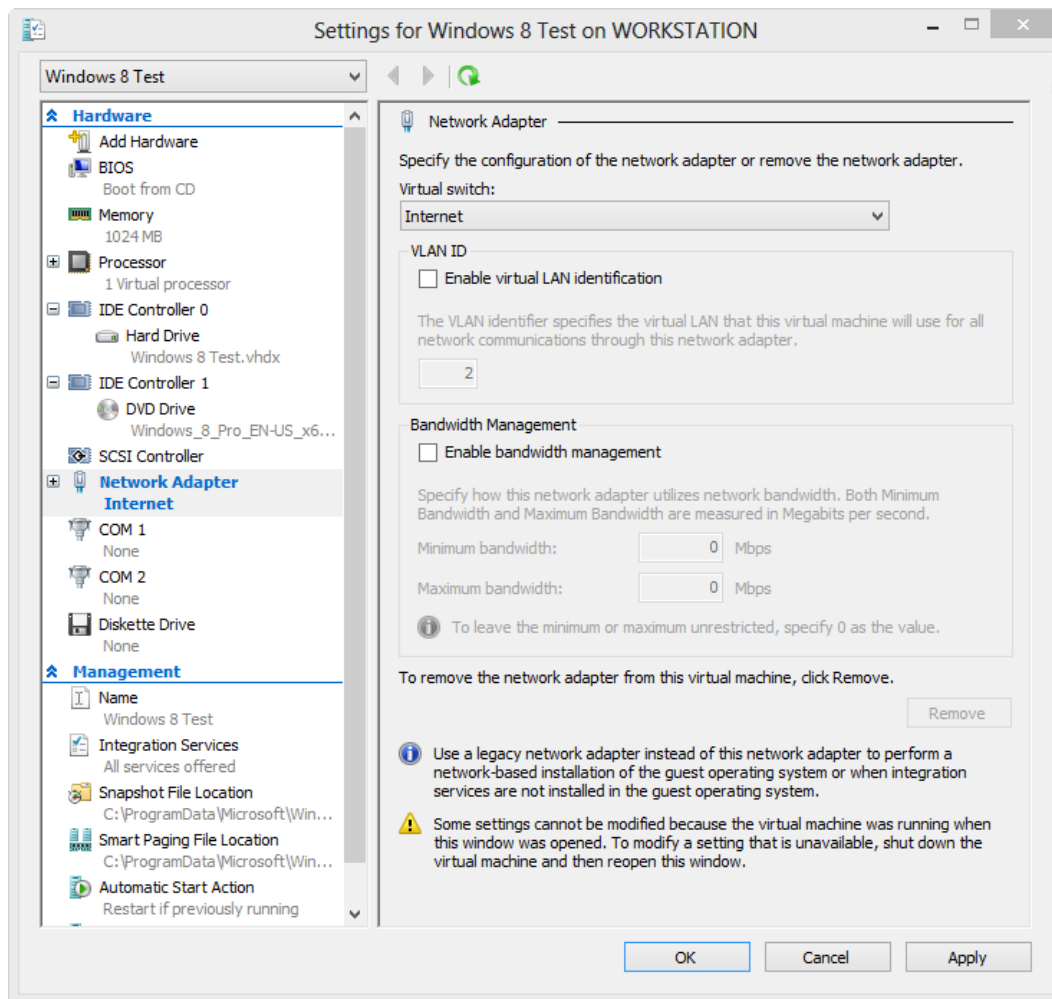 Settings for Windows 8 Test on WORKSTATION
Windows 8 Test
Hardware
Add Hardware
BIOS
Boot from CD
Memory
1024 MB
Processor
1 Virtual processor
IDE Controller 0
Hard Drive
Windows 8 Test.vhdx
IDE Controller 1
DVD Drive
Windows_8_Pro_EN-US_x6...
SCSI Controller
Network Adapter
Internet
COM 1
None
COM 2
None
Diskette Drive
None
Management
Name
Windows 8 Test
Integration Services
All services offered
Snapshot File Location
C:\ProgramData\Microsoft\Win...
Smart Paging File Location
C:\ProgramData\Microsoft\Win...
Automatic Start Action
Restart if previously running
Network Adapter
Specify the configuration of the network adapter or remove the network adapter.
Virtual switch:
Internet
VLAN ID
Enable virtual LAN identification
The VLAN identifier specifies the virtual LAN that this virtual machine will use for all
network communications through this network adapter.
2
Bandwidth Management
Enable bandwidth management
Specify how this network adapter utilizes network bandwidth. Both Minimum
Bandwidth and Maximum Bandwidth are measured in Megabits per second.
Minimum bandwidth: 0 Mbps
Maximum bandwidth: 0 Mbps
To leave the minimum or maximum unrestricted, specify 0 as the value.
To remove the network adapter from this virtual machine, click Remove.
Remove
Use a legacy network adapter instead of this network adapter to perform a
network-based installation of the guest operating system or when integration
services are not installed in the guest operating system.
Some settings cannot be modified because the virtual machine was running when
this window was opened. To modify a setting that is unavailable, shut down the
virtual machine and then reopen this window.
OK Cancel Apply